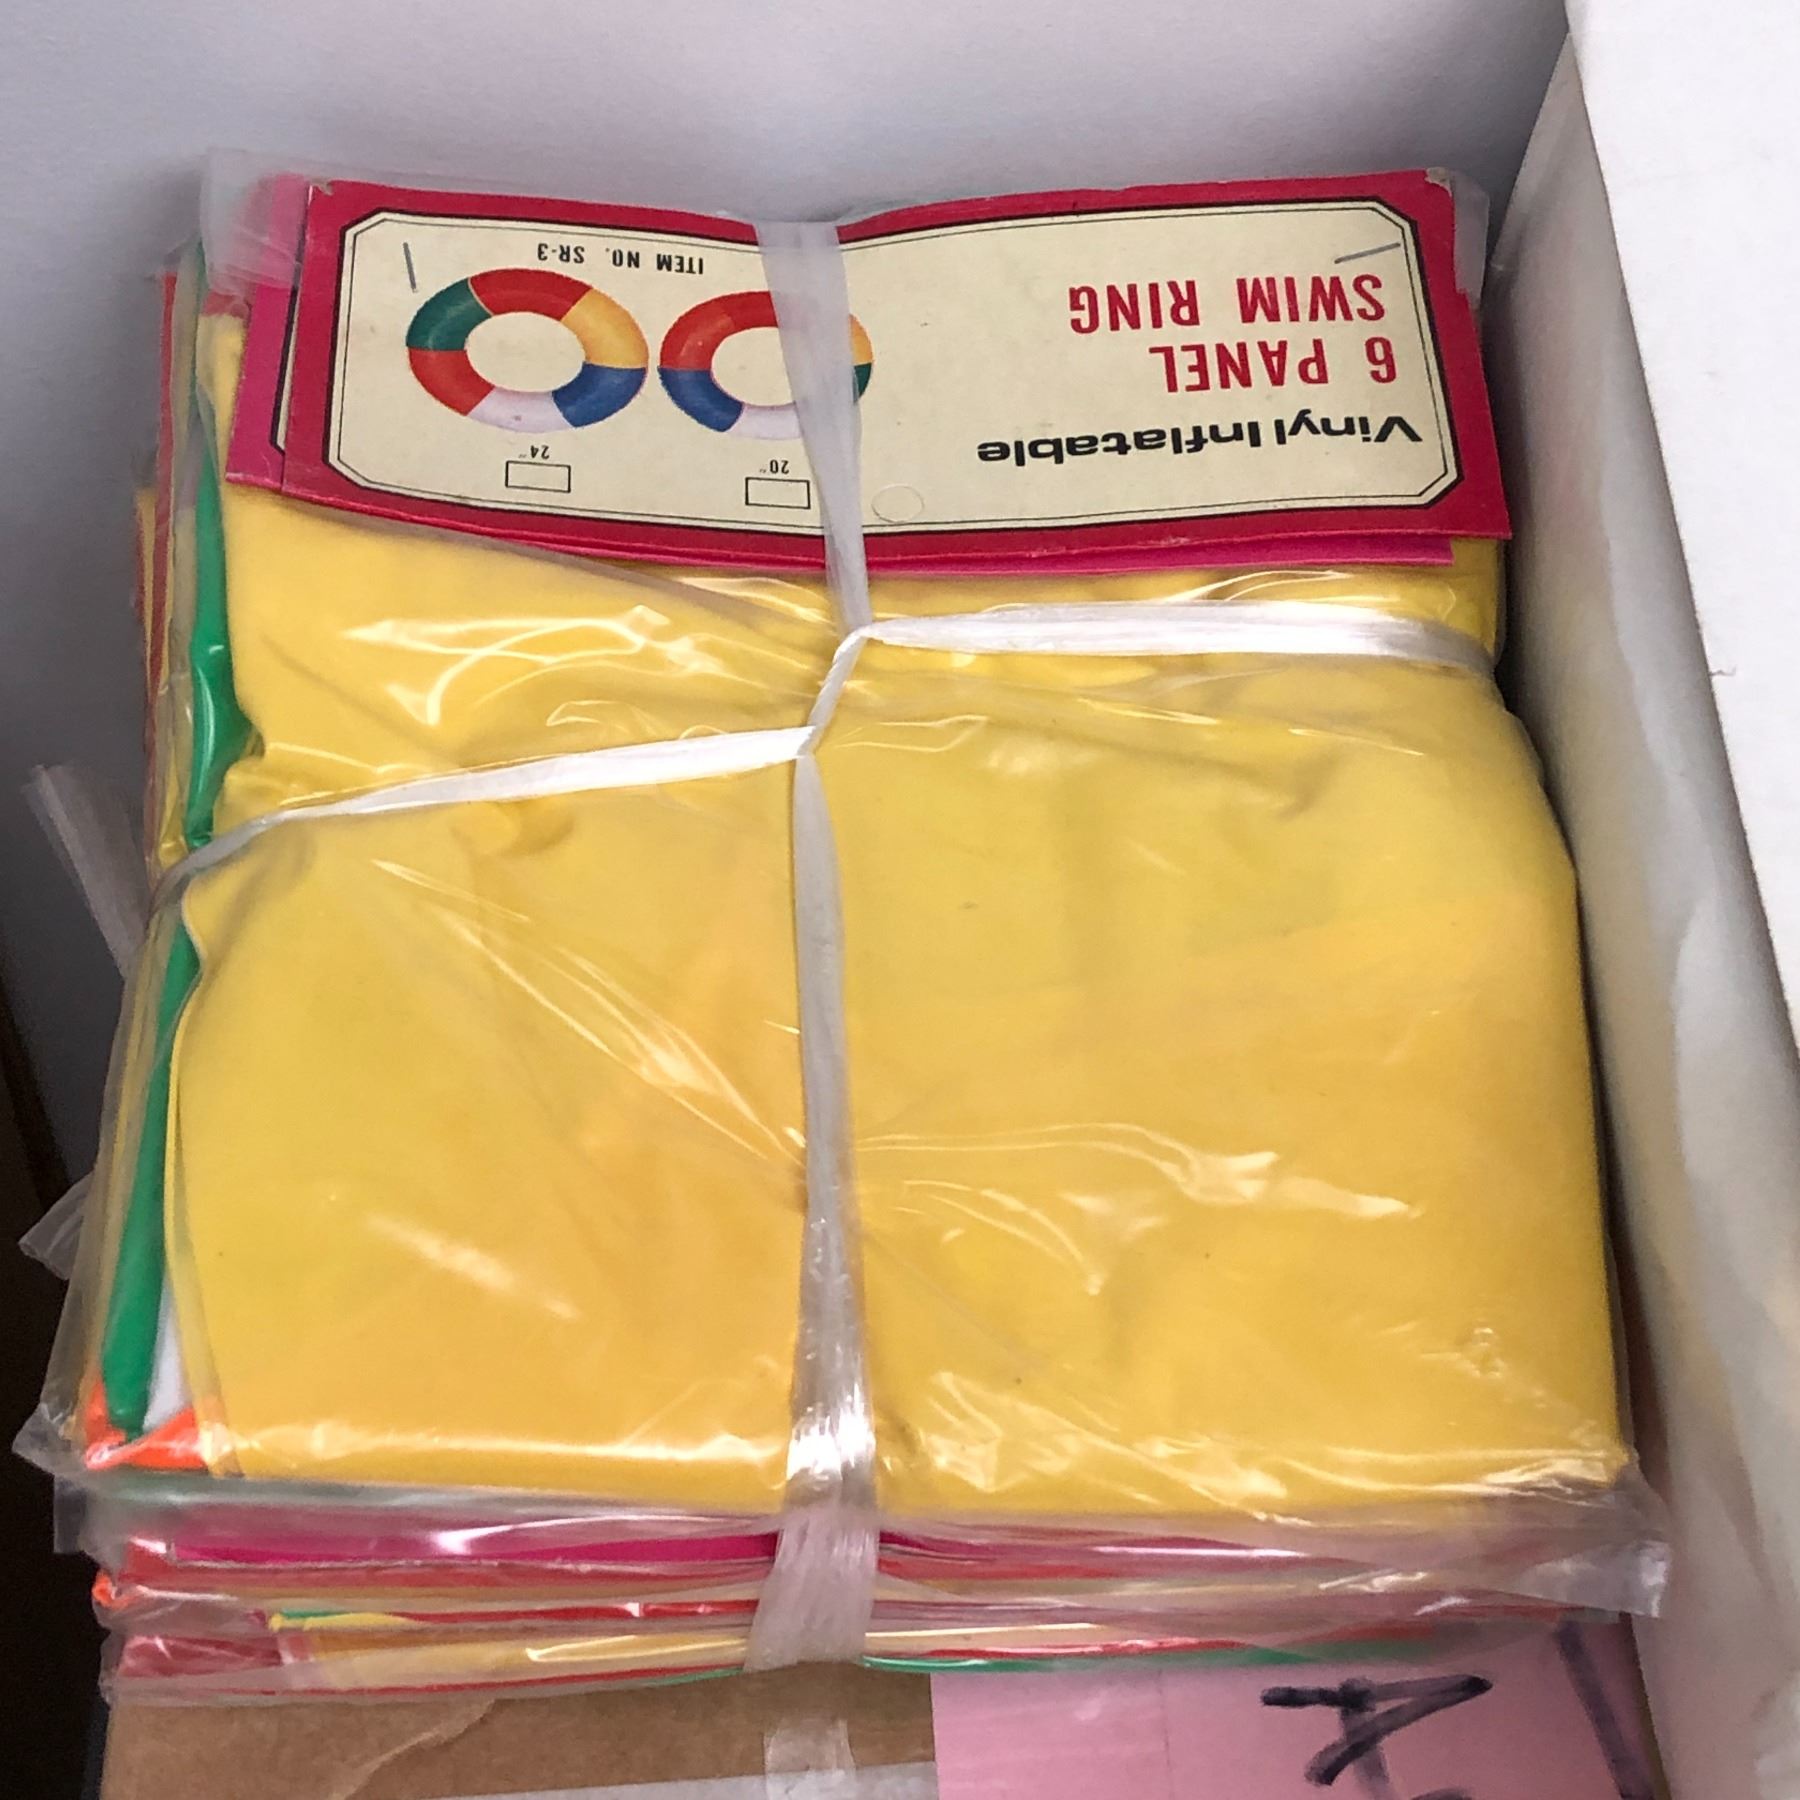 Vinyl Inflatable
6 PANEL
SWIM RING
20"
24"
ITEM NO. SR-3